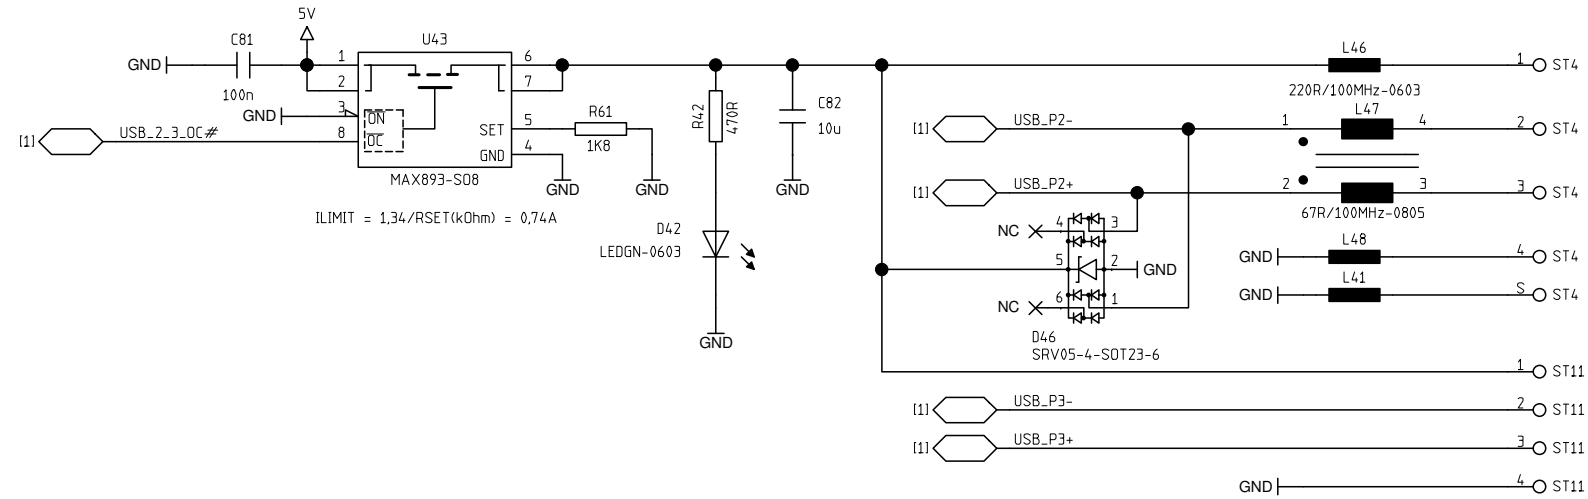 5V
C81
U43
L46
GND
1
6
1
ST4
2
7
100n
220R/100MHz-0603
GND
3
ON
R61
R42
470R
C82
10u
L47
[1]
USB_2_3_OC#
8
OC
SET
5
1K8
[1]
USB_P2-
1
4
2
ST4
GND
4
MAX893-SO8
GND
GND
GND
[1]
USB_P2+
2
3
3
ST4
ILIMIT = 1,34/RSET(kOhm) = 0,74A
67R/100MHz-0805
D42
LEDGN-0603
NC
4
3
L48
GND
4
ST4
5
2
GND
L41
GND
S
ST4
NC
6
1
GND
D46
SRV05-4-SOT23-6
1
ST11
[1]
USB_P3-
2
ST11
[1]
USB_P3+
3
ST11
GND
4
ST11